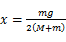 x = mg / 2(M+m)